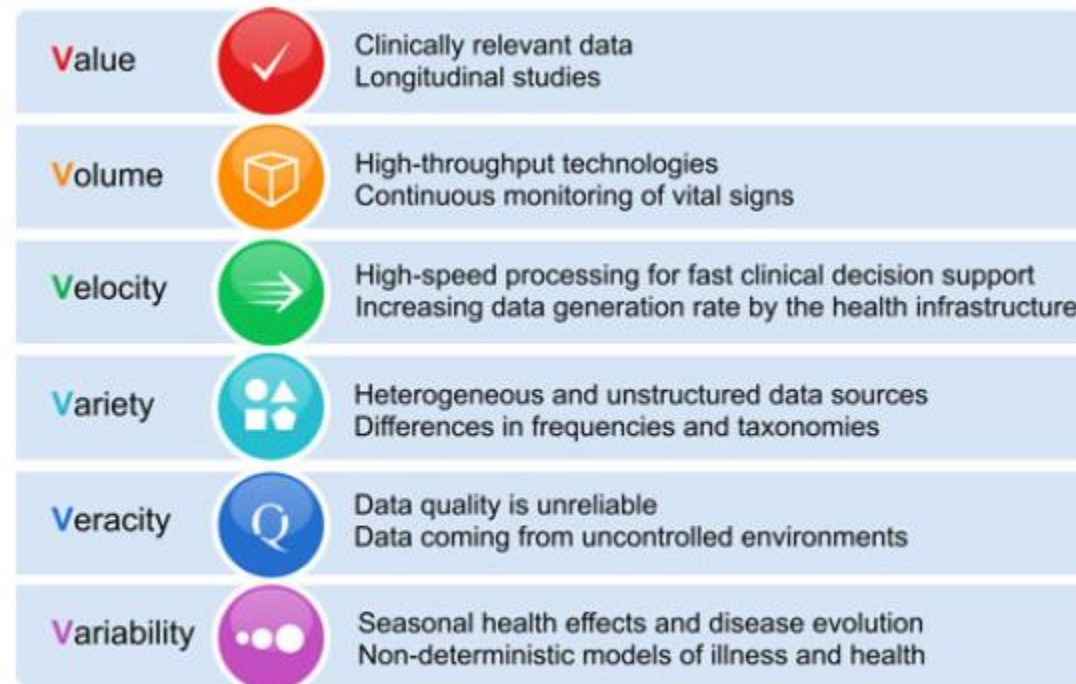 Value
Clinically relevant data
Longitudinal studies
Volume
High-throughput technologies
Continuous monitoring of vital signs
Velocity
High-speed processing for fast clinical decision support
Increasing data generation rate by the health infrastructure
Variety
Heterogeneous and unstructured data sources
Differences in frequencies and taxonomies
Veracity
Q
Data quality is unreliable
Data coming from uncontrolled environments
Variability
Seasonal health effects and disease evolution
Non-deterministic models of illness and health